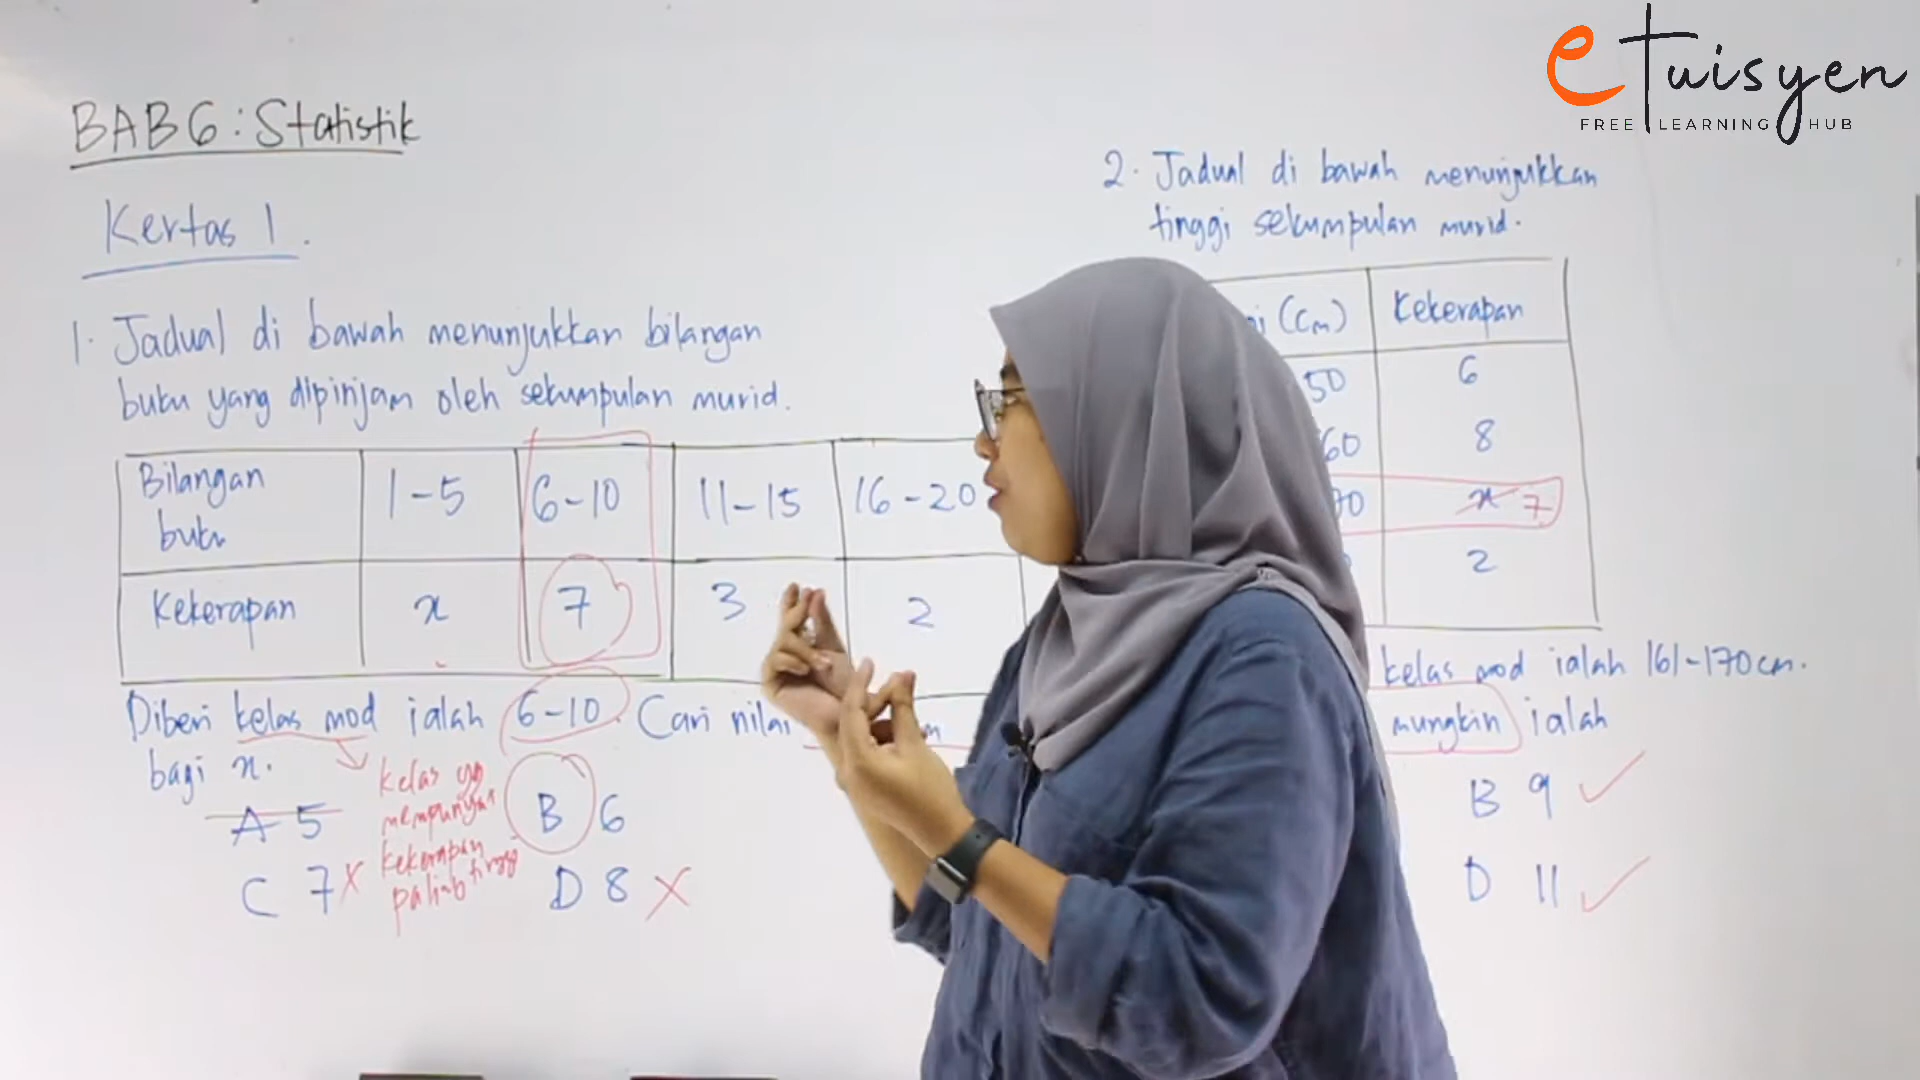 eTuisyen
FREE LEARNING HUB
BAB 6 : Statistik
Kertas 1.
1. Jadual di bawah menunjukkan bilangan
buku yang dipinjam oleh sekumpulan murid.
Bilangan buku 1-5 6-10 11-15 16-20
Kekerapan x 7 3 2
Diberi kelas mod ialah 6-10. Cari nilai
bagi x.
kelas yg
mempunyai
kekerapan
paling tinggi
A 5 B 6
C 7 X D 8 X
2. Jadual di bawah menunjukkan
tinggi sekumpulan murid.
(cm) Kekerapan
50 6
60 8
70 x 7
2
kelas mod ialah 161-170cm.
mungkin ialah
B 9 ✓
D 11 ✓